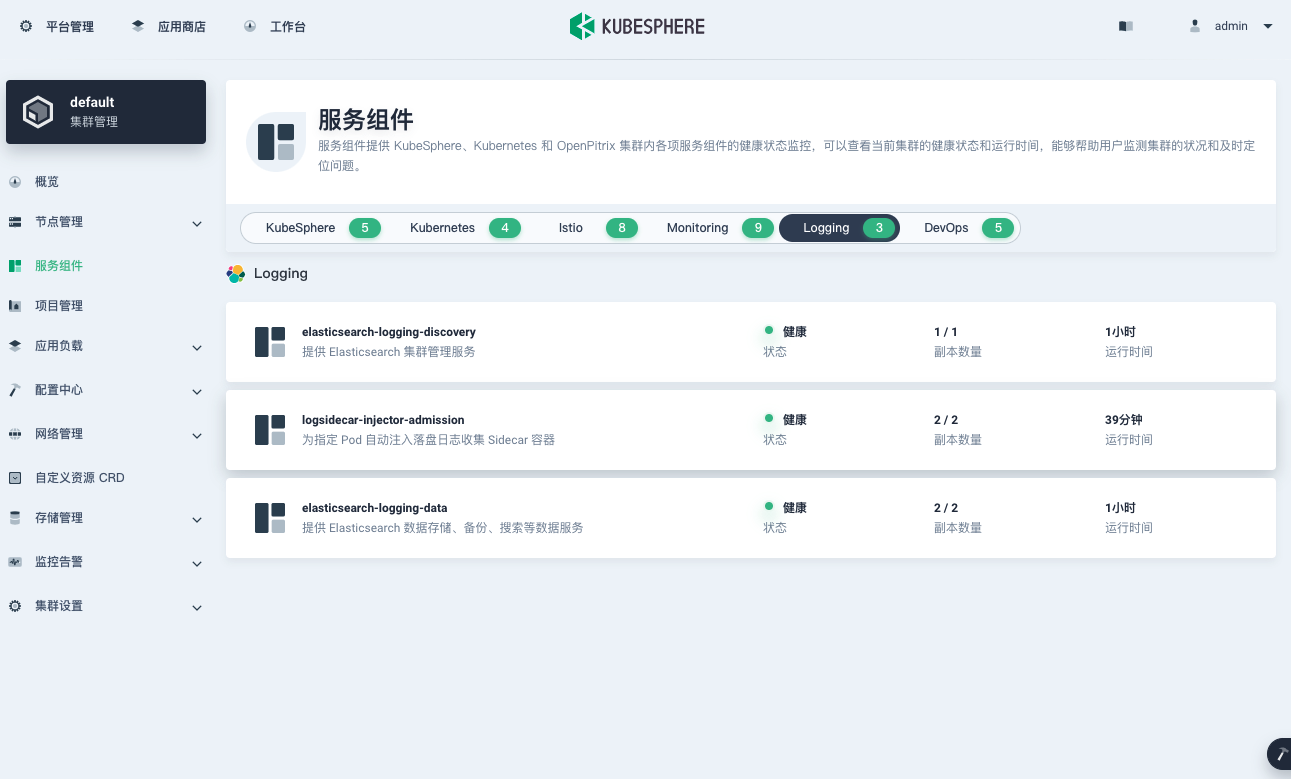 平台管理
应用商店
工作台
KUBESPHERE
admin
default
集群管理
概览
节点管理
服务组件
项目管理
应用负载
配置中心
网络管理
自定义资源 CRD
存储管理
监控告警
集群设置
服务组件
服务组件提供 KubeSphere、Kubernetes 和 OpenPitrix 集群内各项服务组件的健康状态监控，可以查看当前集群的健康状态和运行时间，能够帮助用户监测集群的状况和及时定
位问题。
KubeSphere 5
Kubernetes 4
Istio 8
Monitoring 9
Logging 3
DevOps 5
Logging
elasticsearch-logging-discovery
提供 Elasticsearch 集群管理服务
健康
状态
1 / 1
副本数量
1小时
运行时间
logsidecar-injector-admission
为指定 Pod 自动注入落盘日志收集 Sidecar 容器
健康
状态
2 / 2
副本数量
39分钟
运行时间
elasticsearch-logging-data
提供 Elasticsearch 数据存储、备份、搜索等数据服务
健康
状态
2 / 2
副本数量
1小时
运行时间